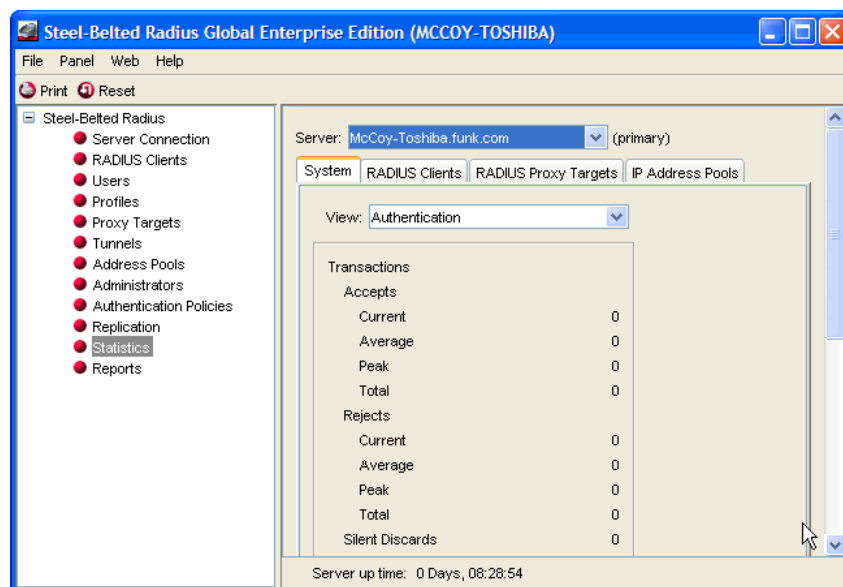 Steel-Belted Radius Global Enterprise Edition (MCCOY-TOSHIBA)
File Panel Web Help
Print Reset
Steel-Belted Radius
Server Connection
RADIUS Clients
Users
Profiles
Proxy Targets
Tunnels
Address Pools
Administrators
Authentication Policies
Replication
Statistics
Reports
Server: McCoy-Toshiba.funk.com (primary)
System RADIUS Clients RADIUS Proxy Targets IP Address Pools
View: Authentication
Transactions
Accepts
Current 0
Average 0
Peak 0
Total 0
Rejects
Current 0
Average 0
Peak 0
Total 0
Silent Discards 0
Server up time: 0 Days, 08:28:54